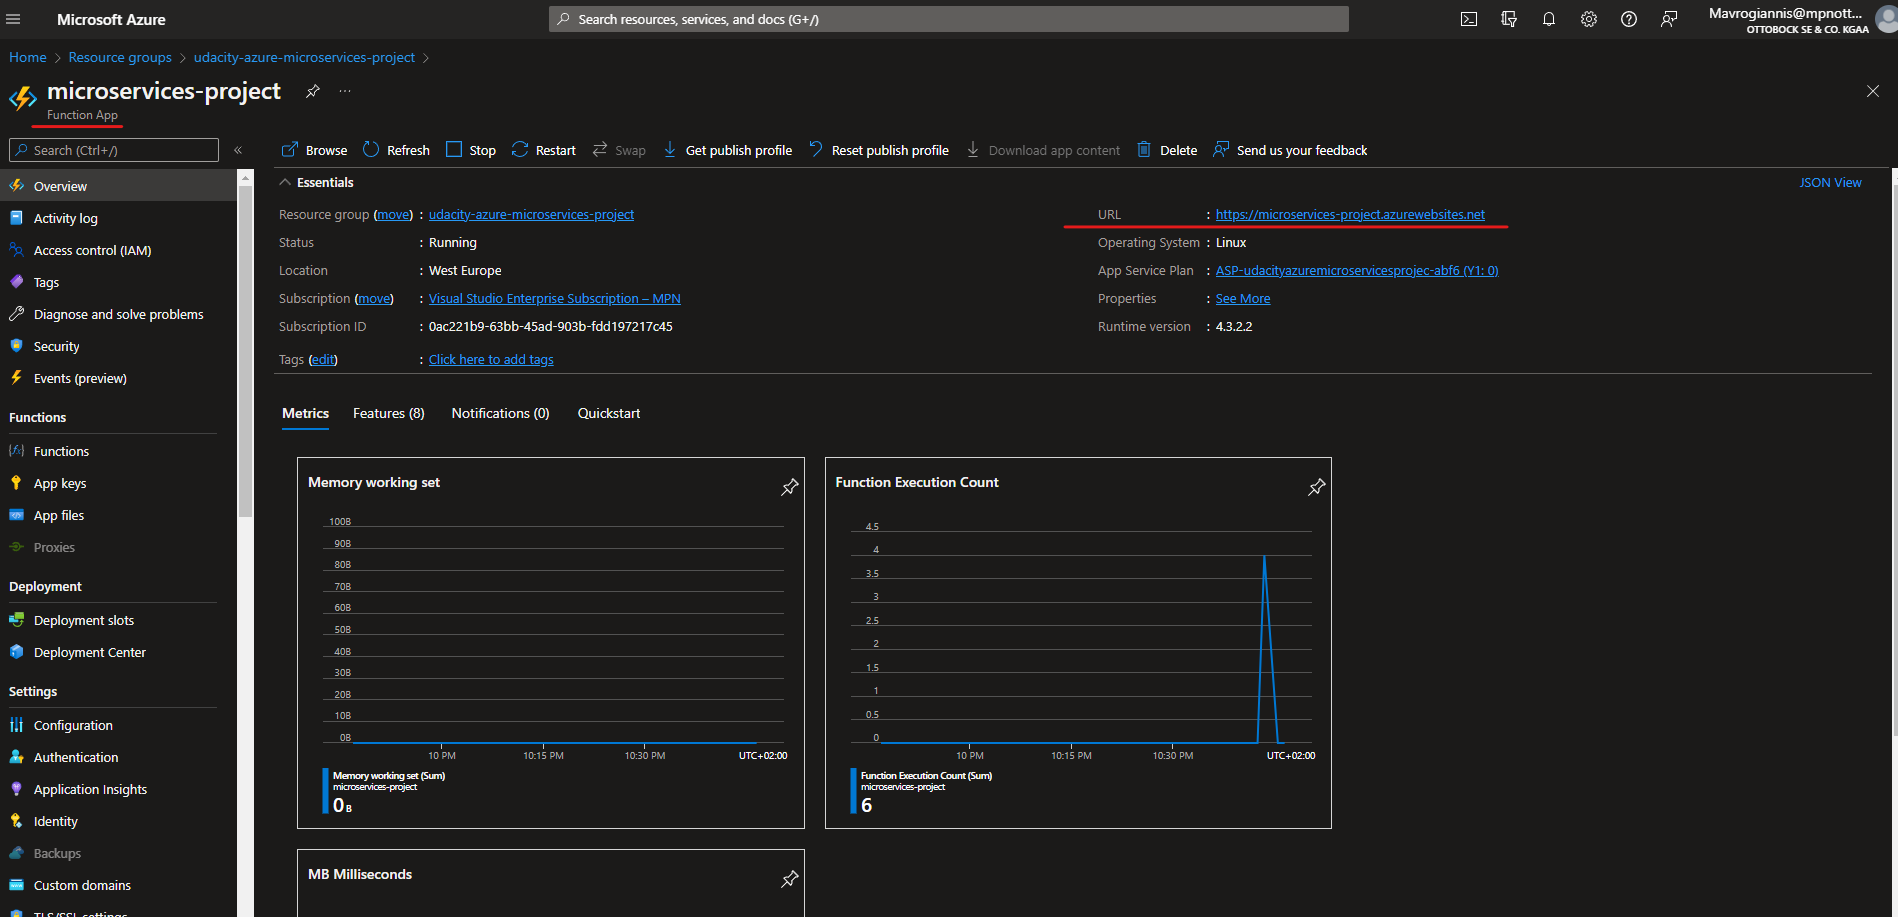 Microsoft Azure
Search resources, services, and docs (G+/)
Mavrogiannis@mpnott...
OTTOBOCK SE & CO. KGAA
Home > Resource groups > udacity-azure-microservices-project >
microservices-project
...
Function App
Search (Ctrl+/)
«
Browse Refresh Stop Restart Swap Get publish profile Reset publish profile Download app content Delete Send us your feedback
Overview
Activity log
Access control (IAM)
Tags
Diagnose and solve problems
Security
Events (preview)
Functions
Functions
App keys
App files
Proxies
Deployment
Deployment slots
Deployment Center
Settings
Configuration
Authentication
Application Insights
Identity
Backups
Custom domains
TLS/SSL settings
Essentials
JSON View
Resource group (move) : udacity-azure-microservices-project
Status : Running
Location : West Europe
Subscription (move) : Visual Studio Enterprise Subscription – MPN
Subscription ID : 0ac221b9-63bb-45ad-903b-fdd197217c45
Tags (edit) : Click here to add tags
URL : https://microservices-project.azurewebsites.net
Operating System : Linux
App Service Plan : ASP-udacityazuremicroservicesprojec-abf6 (Y1: 0)
Properties : See More
Runtime version : 4.3.2.2
Metrics Features (8) Notifications (0) Quickstart
Memory working set
100B
90B
80B
70B
60B
50B
40B
30B
20B
10B
0B
10 PM 10:15 PM 10:30 PM UTC+02:00
Memory working set (Sum)
microservices-project
0 B
Function Execution Count
4.5
4
3.5
3
2.5
2
1.5
1
0.5
0
10 PM 10:15 PM 10:30 PM UTC+02:00
Function Execution Count (Sum)
microservices-project
6
MB Milliseconds